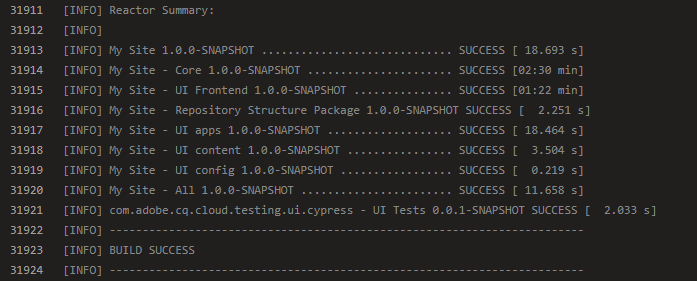 31911 [INFO] Reactor Summary:
31912 [INFO]
31913 [INFO] My Site 1.0.0-SNAPSHOT ............................. SUCCESS [ 18.693 s]
31914 [INFO] My Site - Core 1.0.0-SNAPSHOT ...................... SUCCESS [02:30 min]
31915 [INFO] My Site - UI Frontend 1.0.0-SNAPSHOT ............... SUCCESS [01:22 min]
31916 [INFO] My Site - Repository Structure Package 1.0.0-SNAPSHOT SUCCESS [  2.251 s]
31917 [INFO] My Site - UI apps 1.0.0-SNAPSHOT ................... SUCCESS [ 18.464 s]
31918 [INFO] My Site - UI content 1.0.0-SNAPSHOT ................ SUCCESS [  3.504 s]
31919 [INFO] My Site - UI config 1.0.0-SNAPSHOT ................. SUCCESS [  0.219 s]
31920 [INFO] My Site - All 1.0.0-SNAPSHOT ....................... SUCCESS [ 11.658 s]
31921 [INFO] com.adobe.cq.cloud.testing.ui.cypress - UI Tests 0.0.1-SNAPSHOT SUCCESS [  2.033 s]
31922 [INFO] ------------------------------------------------------------------------
31923 [INFO] BUILD SUCCESS
31924 [INFO] ------------------------------------------------------------------------